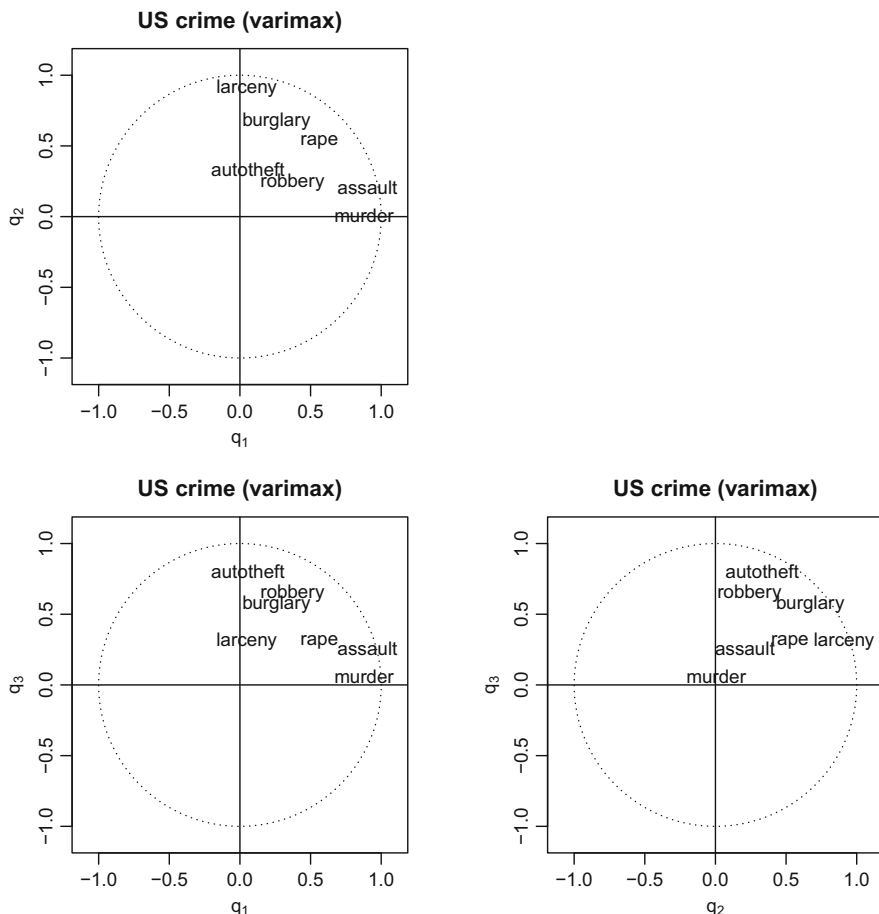 US crime (varimax)
1.0
0.5
0.0
−0.5
−1.0
q2
larceny
burglary
rape
autotheft
robbery
assault
murder
−1.0 −0.5 0.0 0.5 1.0
q1
US crime (varimax)
1.0
0.5
0.0
−0.5
−1.0
q3
autotheft
robbery
burglary
larceny rape
assault
murder
−1.0 −0.5 0.0 0.5 1.0
q1
US crime (varimax)
1.0
0.5
0.0
−0.5
−1.0
q3
autotheft
robbery
burglary
rape larceny
assault
murder
−1.0 −0.5 0.0 0.5 1.0
q2